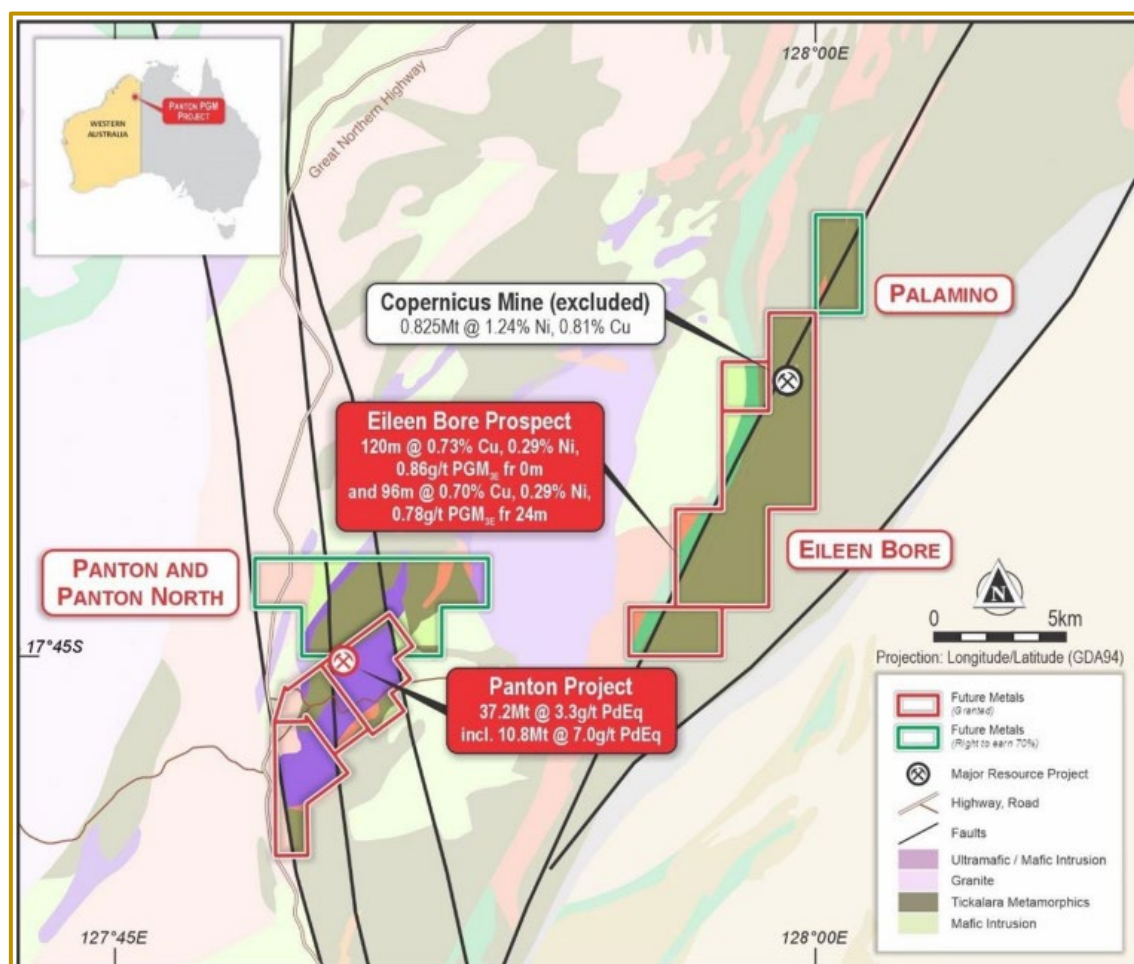 WESTERN
AUSTRALIA
PANTON PGM
PROJECT
Great Northern Highway
128°00E
Copernicus Mine (excluded)
0.825Mt @ 1.24% Ni, 0.81% Cu
PALAMINO
Eileen Bore Prospect
120m @ 0.73% Cu, 0.29% Ni,
0.86g/t PGM3E fr 0m
and 96m @ 0.70% Cu, 0.29% Ni,
0.78g/t PGM3E fr 24m
EILEEN BORE
PANTON AND
PANTON NORTH
N
0 5km
Projection: Longitude/Latitude (GDA94)
17°45S
Panton Project
37.2Mt @ 3.3g/t PdEq
incl. 10.8Mt @ 7.0g/t PdEq
Future Metals
(Granted)
Future Metals
(Right to earn 70%)
Major Resource Project
Highway, Road
Faults
Ultramafic / Mafic Intrusion
Granite
Tickalara Metamorphics
Mafic Intrusion
127°45E
128°00E